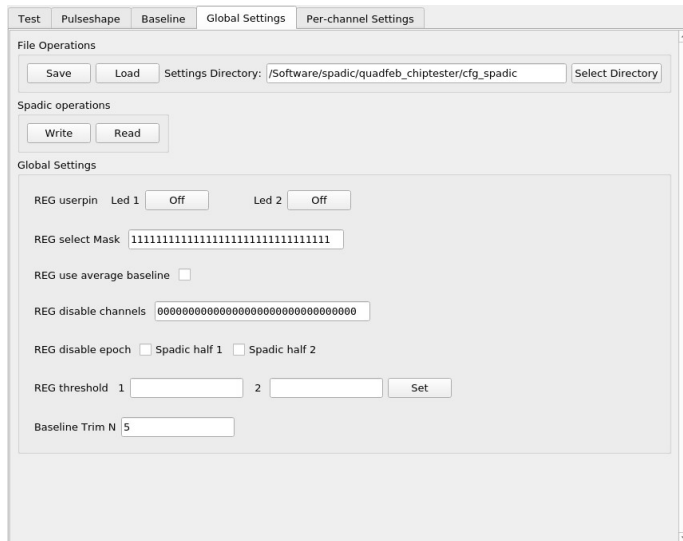 Test Pulseshape Baseline Global Settings Per-channel Settings
File Operations
Save Load Settings Directory: /Software/spadic/quadfeb_chiptester/cfg_spadic Select Directory
Spadic operations
Write Read
Global Settings
REG userpin Led 1 Off Led 2 Off
REG select Mask 11111111111111111111111111111111
REG use average baseline
REG disable channels 00000000000000000000000000000000
REG disable epoch Spadic half 1 Spadic half 2
REG threshold 1 2 Set
Baseline Trim N 5